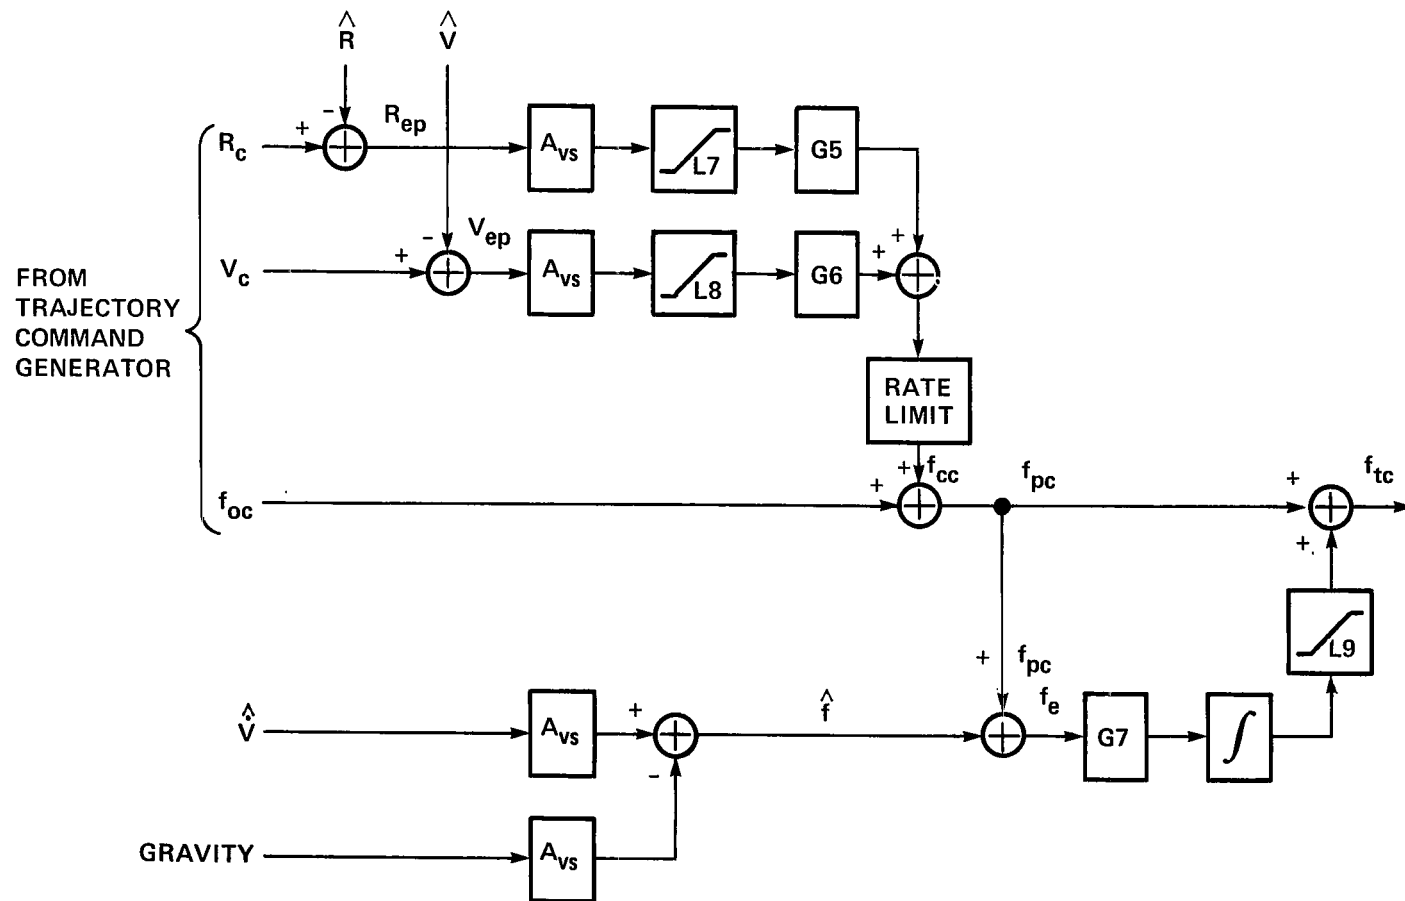 R̂
V̂
- 
+ R_c R_ep A_vs L7 G5
+
- V_ep
+ V_c A_vs L8 G6 +
FROM
TRAJECTORY
COMMAND
GENERATOR
RATE
LIMIT
+ f_cc
f_oc + f_pc + f_tc
+
L9
+ f_pc
V̇̂ A_vs + f̂ f_e G7 ∫
-
GRAVITY A_vs